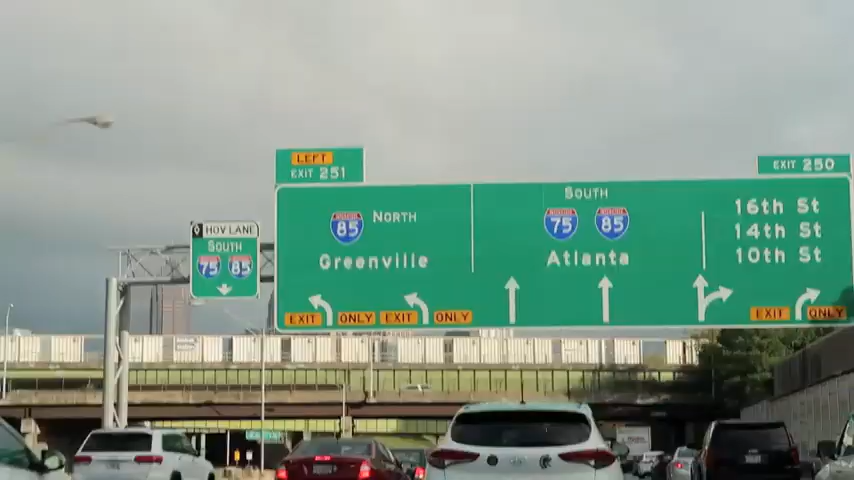 LEFT
EXIT 251
EXIT 250
HOV LANE
SOUTH
75 85
85 NORTH
Greenville
EXIT ONLY EXIT ONLY
SOUTH
75 85
Atlanta
16th St
14th St
10th St
EXIT ONLY